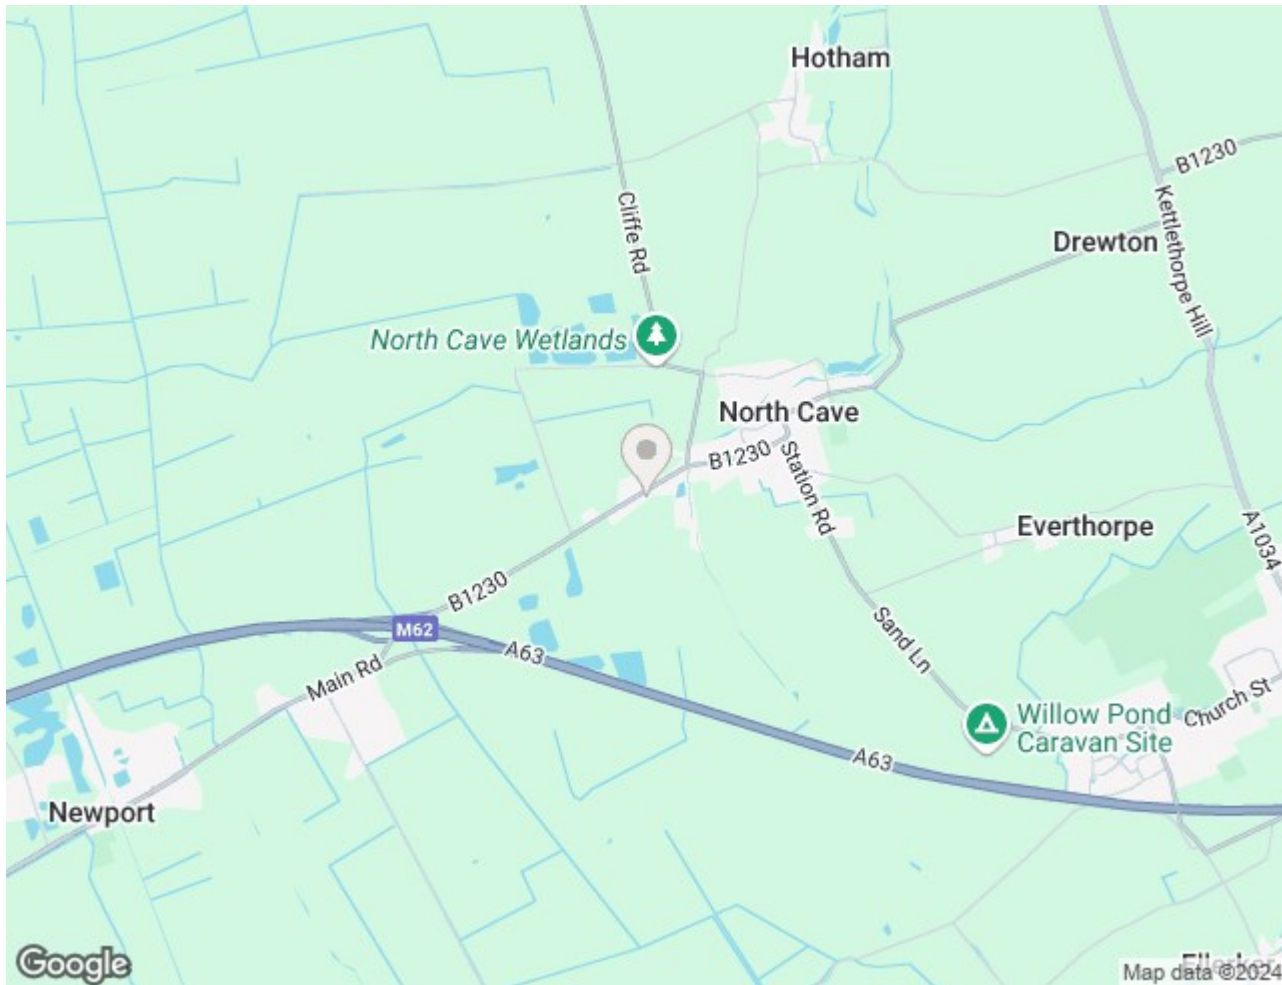 Hotham
B1230
Cliffe Rd
Kettlethorpe Hill
Drewton
North Cave Wetlands
North Cave
B1230
Station Rd
Everthorpe
A1034
B1230
M62
A63
Sand Ln
Main Rd
Willow Pond
Caravan Site
Church St
A63
Newport
Ellerker
Google
Map data ©2024